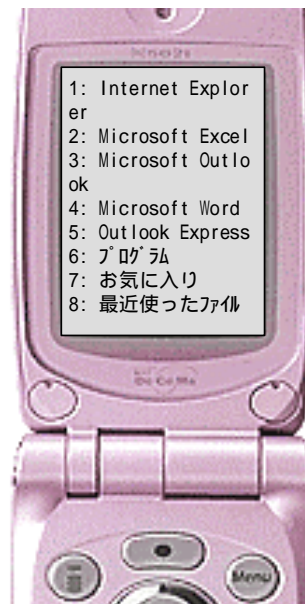 1: Internet Explor
er
2: Microsoft Excel
3: Microsoft Outlo
ok
4: Microsoft Word
5: Outlook Express
6: ﾌﾟﾛｸﾞﾗﾑ
7: お気に入り
8: 最近使ったﾌｧｲﾙ
DoCoMo
Menu